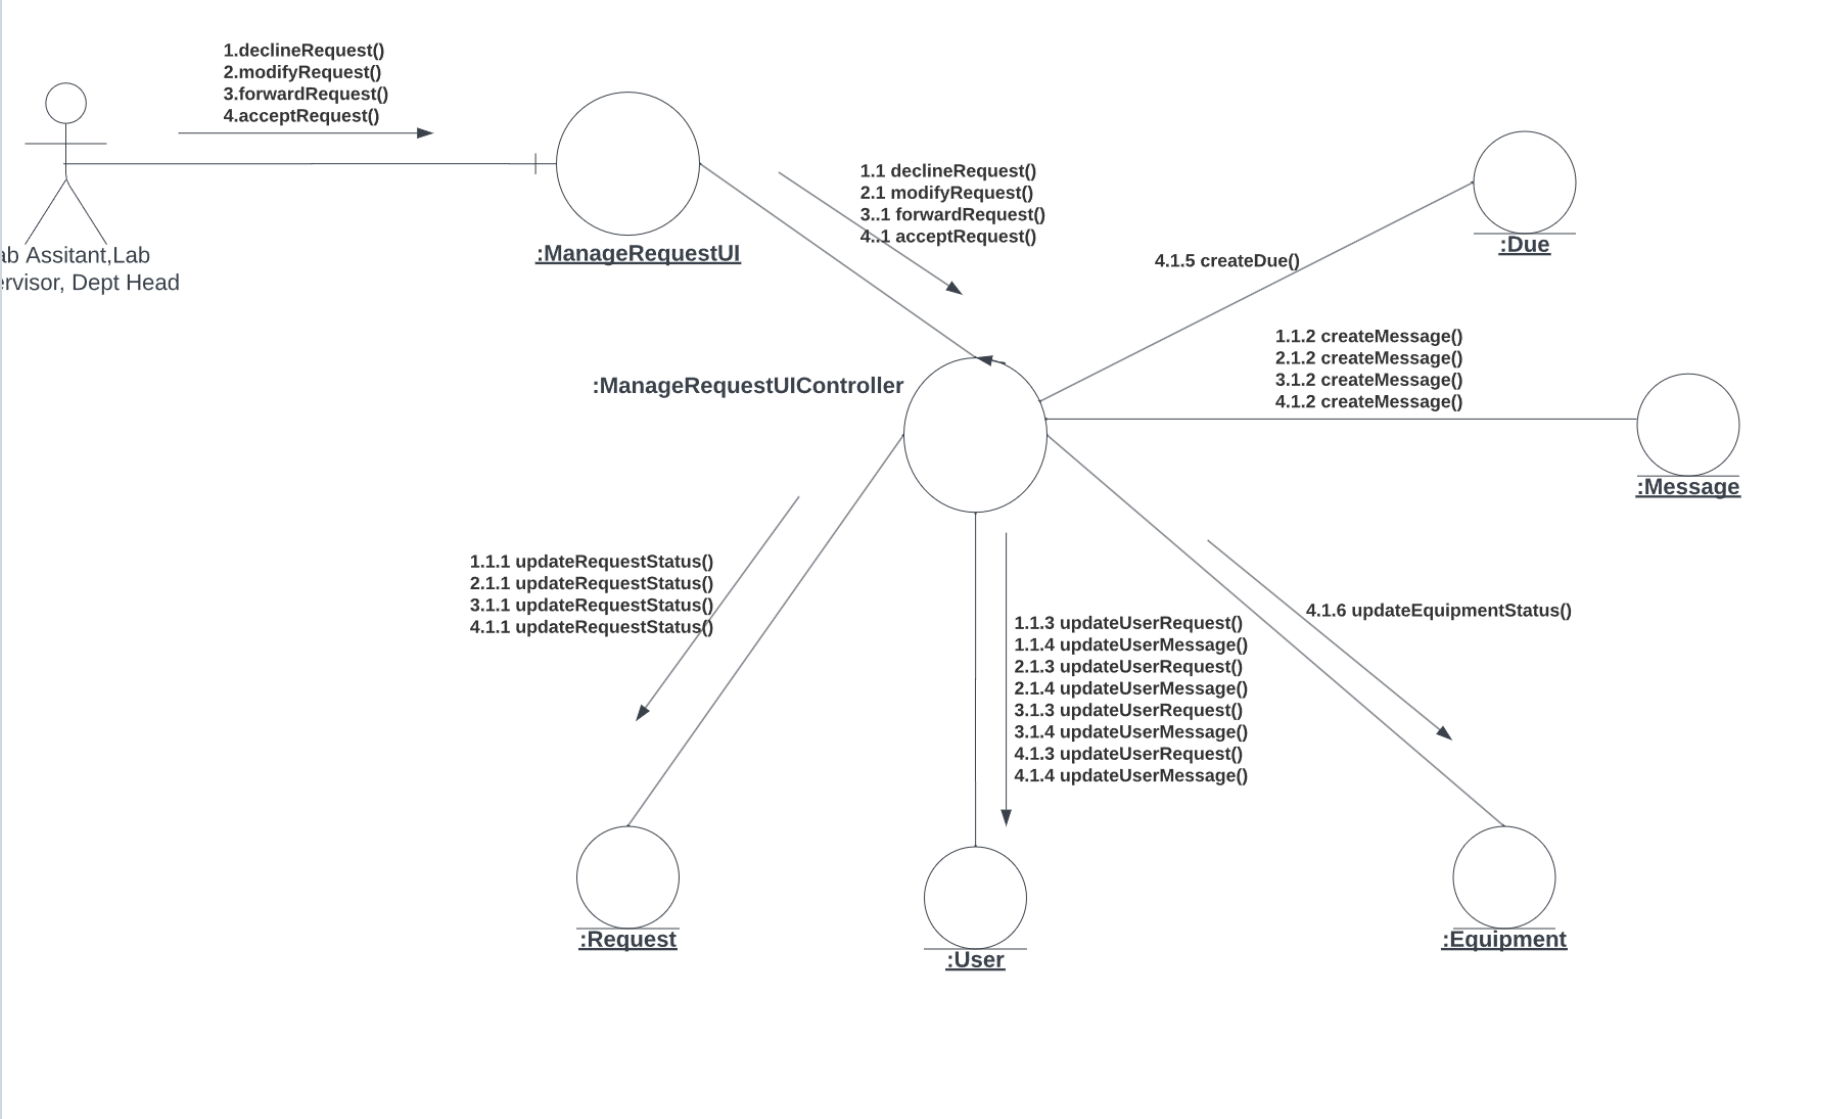 1.declineRequest()
2.modifyRequest()
3.forwardRequest()
4.acceptRequest()
ab Assitant,Lab
ervisor, Dept Head
:ManageRequestUI
1.1 declineRequest()
2.1 modifyRequest()
3..1 forwardRequest()
4..1 acceptRequest()
:Due
4.1.5 createDue()
1.1.2 createMessage()
2.1.2 createMessage()
3.1.2 createMessage()
4.1.2 createMessage()
:ManageRequestUIController
:Message
1.1.1 updateRequestStatus()
2.1.1 updateRequestStatus()
3.1.1 updateRequestStatus()
4.1.1 updateRequestStatus()
1.1.3 updateUserRequest()
1.1.4 updateUserMessage()
2.1.3 updateUserRequest()
2.1.4 updateUserMessage()
3.1.3 updateUserRequest()
3.1.4 updateUserMessage()
4.1.3 updateUserRequest()
4.1.4 updateUserMessage()
4.1.6 updateEquipmentStatus()
:Request
:User
:Equipment